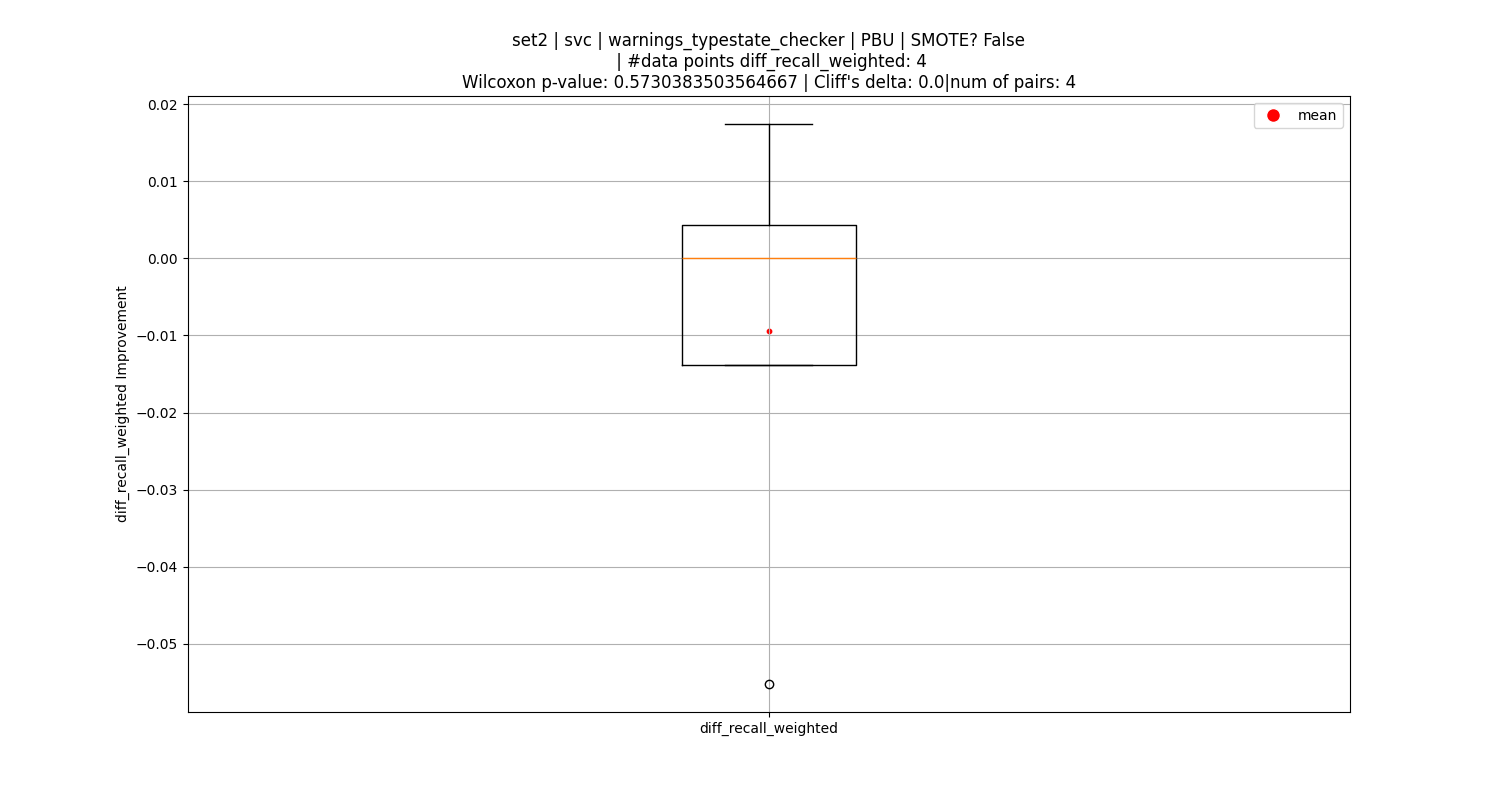 set2 | svc | warnings_typestate_checker | PBU | SMOTE? False
| #data points diff_recall_weighted: 4
Wilcoxon p-value: 0.5730383503564667 | Cliff's delta: 0.0|num of pairs: 4
mean
0.02
0.01
0.00
−0.01
−0.02
−0.03
−0.04
−0.05
diff_recall_weighted Improvement
diff_recall_weighted